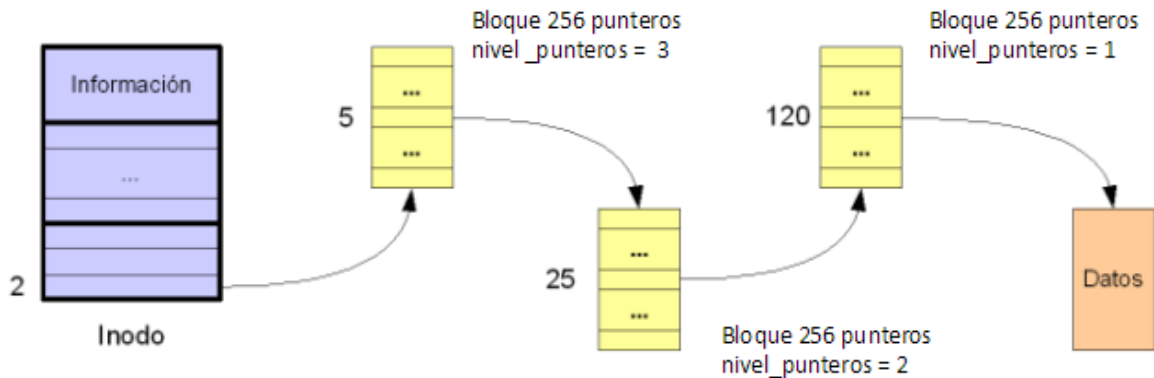 Información
...
2
Inodo
Bloque 256 punteros
nivel _punteros = 3
5
...
...
25
...
...
Bloque 256 punteros
nivel_punteros = 2
Bloque 256 punteros
nivel_punteros = 1
120
...
...
Datos